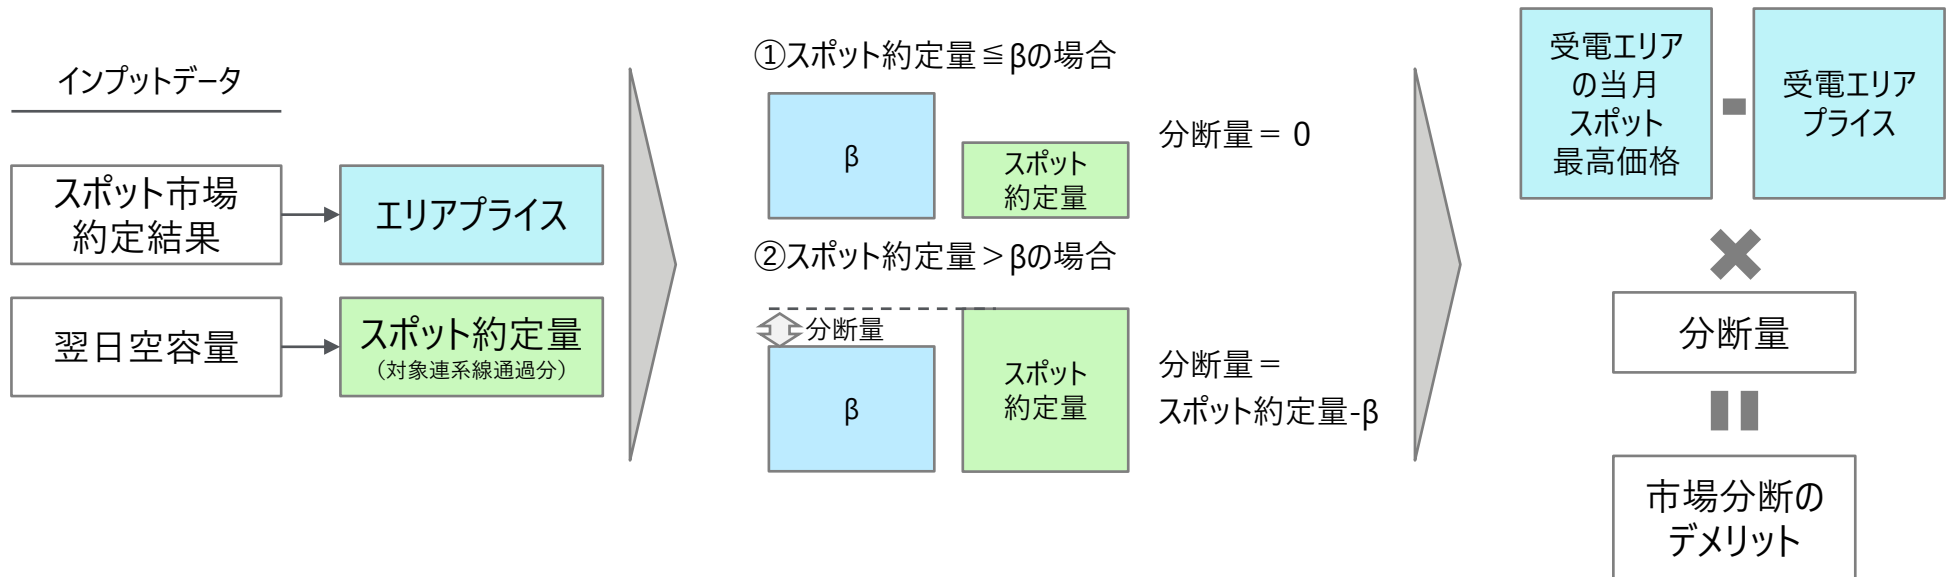 インプットデータ
スポット市場
約定結果
エリアプライス
翌日空容量
スポット約定量
（対象連系線通過分）
①スポット約定量≦βの場合
β
スポット
約定量
分断量＝０
②スポット約定量＞βの場合
分断量
β
スポット
約定量
分断量＝
スポット約定量-β
受電エリア
の当月
スポット
最高価格
受電エリア
プライス
分断量
市場分断の
デメリット